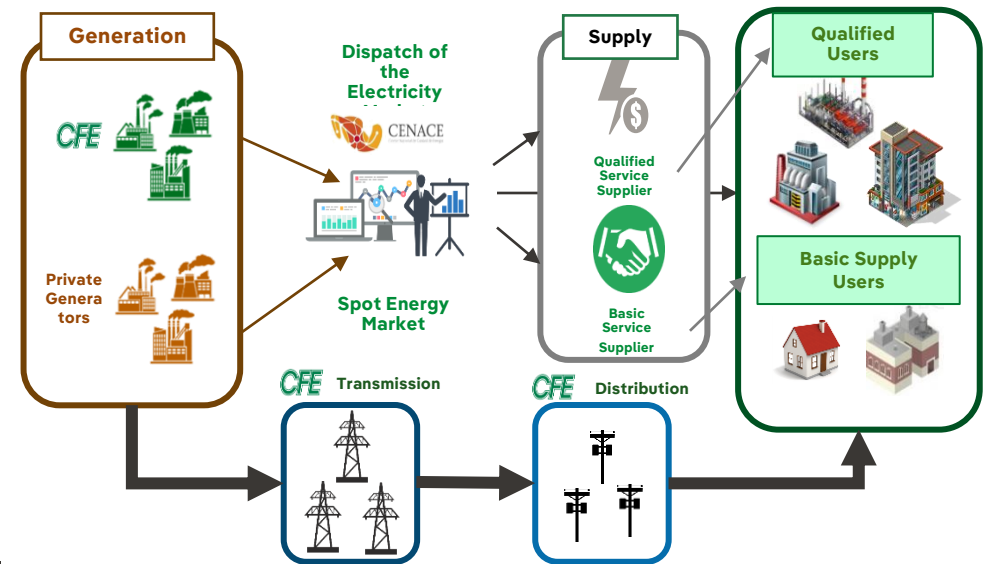 Generation
CFE
Private
Genera
tors
Dispatch of
the
Electricity
CENACE
Spot Energy
Market
Supply
$
Qualified
Service
Supplier
Basic
Service
Supplier
Qualified
Users
Basic Supply
Users
CFE
Transmission
CFE
Distribution